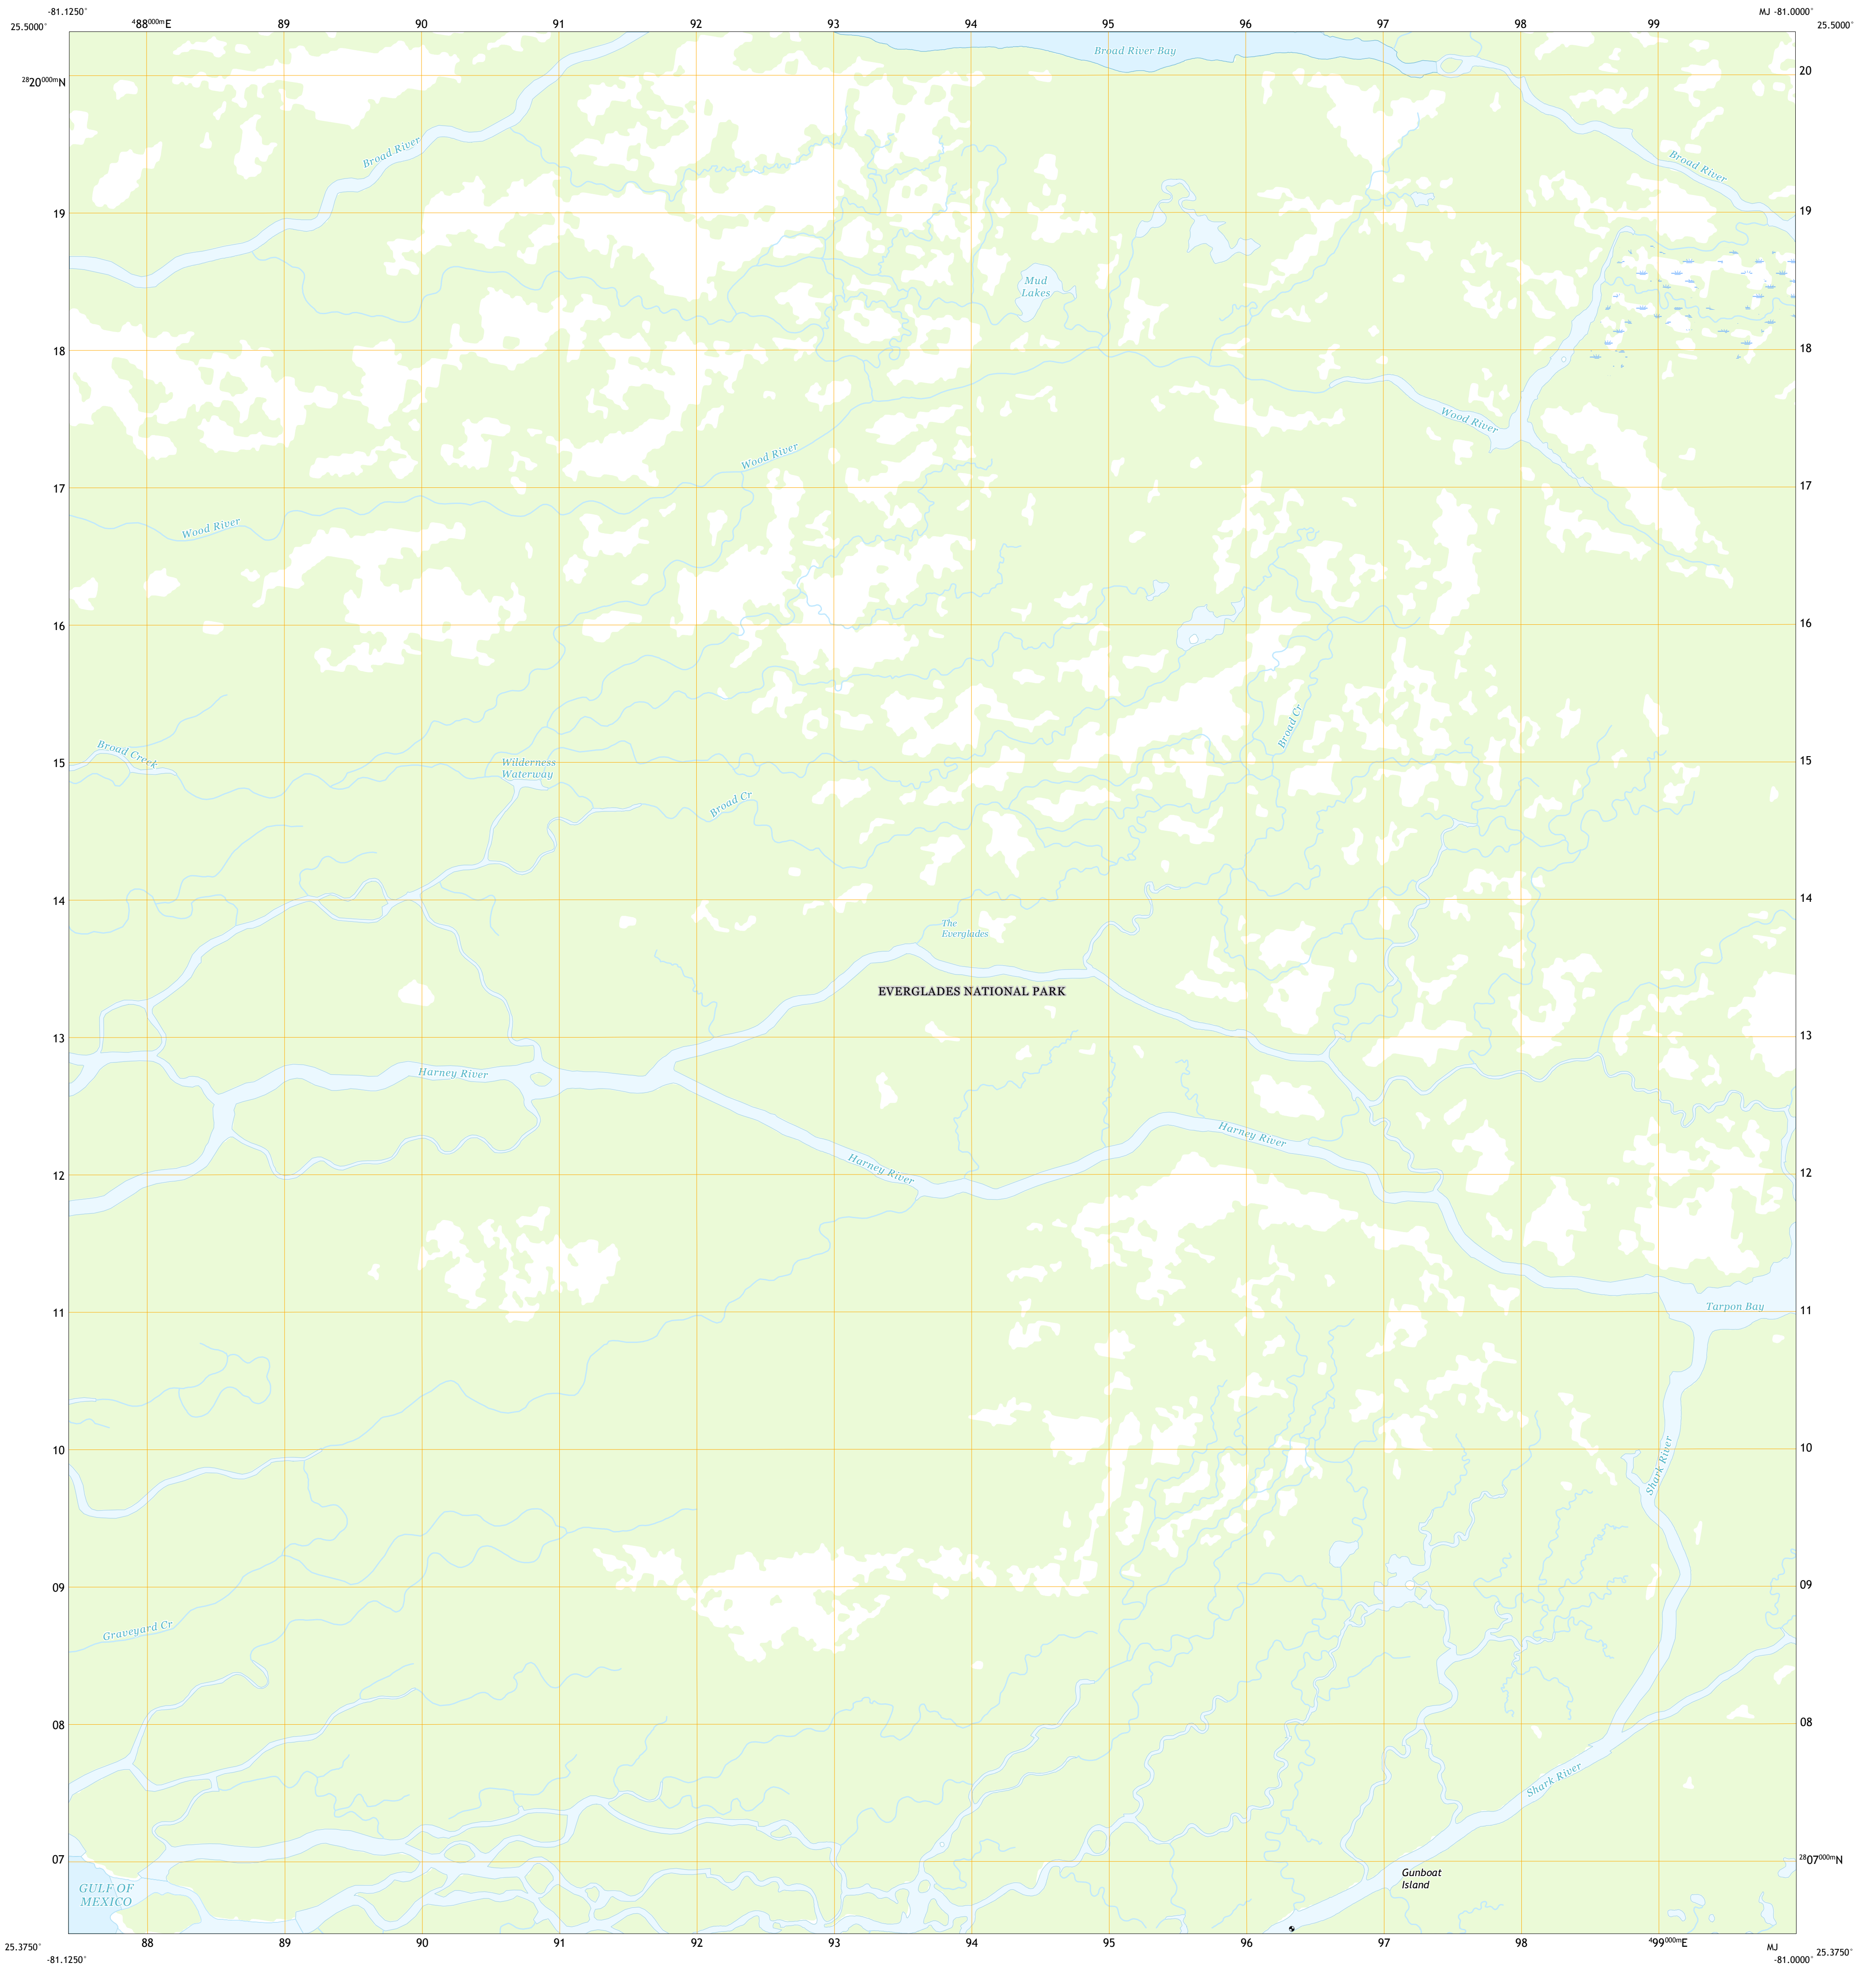 -81.1250°
⁴88⁰⁰⁰ᵐE 89 90 91 92 93 94 95 96 97 98 99
MJ -81.0000°
25.5000°
25.5000°
Broad River Bay
²⁸20⁰⁰⁰ᵐN
20
Broad River
Broad River
19
19
Mud
Lakes
18
18
Wood River
Wood River
17
17
Wood River
16
16
Broad Cr
Broad Creek
15
15
Wilderness
Waterway
Broad Cr
14
14
The
Everglades
EVERGLADES NATIONAL PARK
13
13
Harney River
Harney River
Harney River
12
12
Tarpon Bay
11
11
10
10
Shark River
09
09
Graveyard Cr
08
08
Shark River
07
²⁸07⁰⁰⁰ᵐN
Gunboat
Island
GULF OF
MEXICO
25.3750°
88 89 90 91 92 93 94 95 96 97 98 ⁴99⁰⁰⁰ᵐE
MJ
25.3750°
-81.1250°
-81.0000°